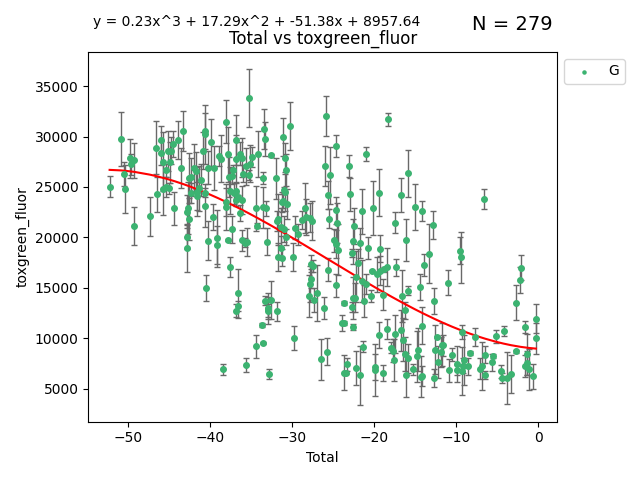 y = 0.23x^3 + 17.29x^2 + -51.38x + 8957.64
N = 279
Total vs toxgreen_fluor
G
35000
30000
25000
20000
15000
10000
5000
toxgreen_fluor
−50
−40
−30
−20
−10
0
Total